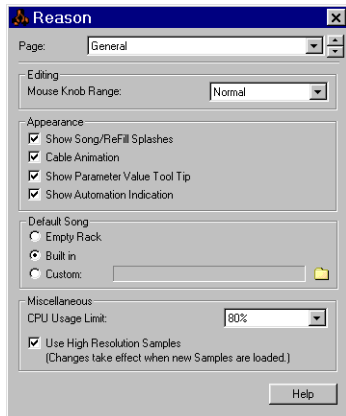 Reason
Page: General
Editing
Mouse Knob Range: Normal
Appearance
Show Song/ReFill Splashes
Cable Animation
Show Parameter Value Tool Tip
Show Automation Indication
Default Song
Empty Rack
Built in
Custom:
Miscellaneous
CPU Usage Limit: 80%
Use High Resolution Samples
(Changes take effect when new Samples are loaded.)
Help